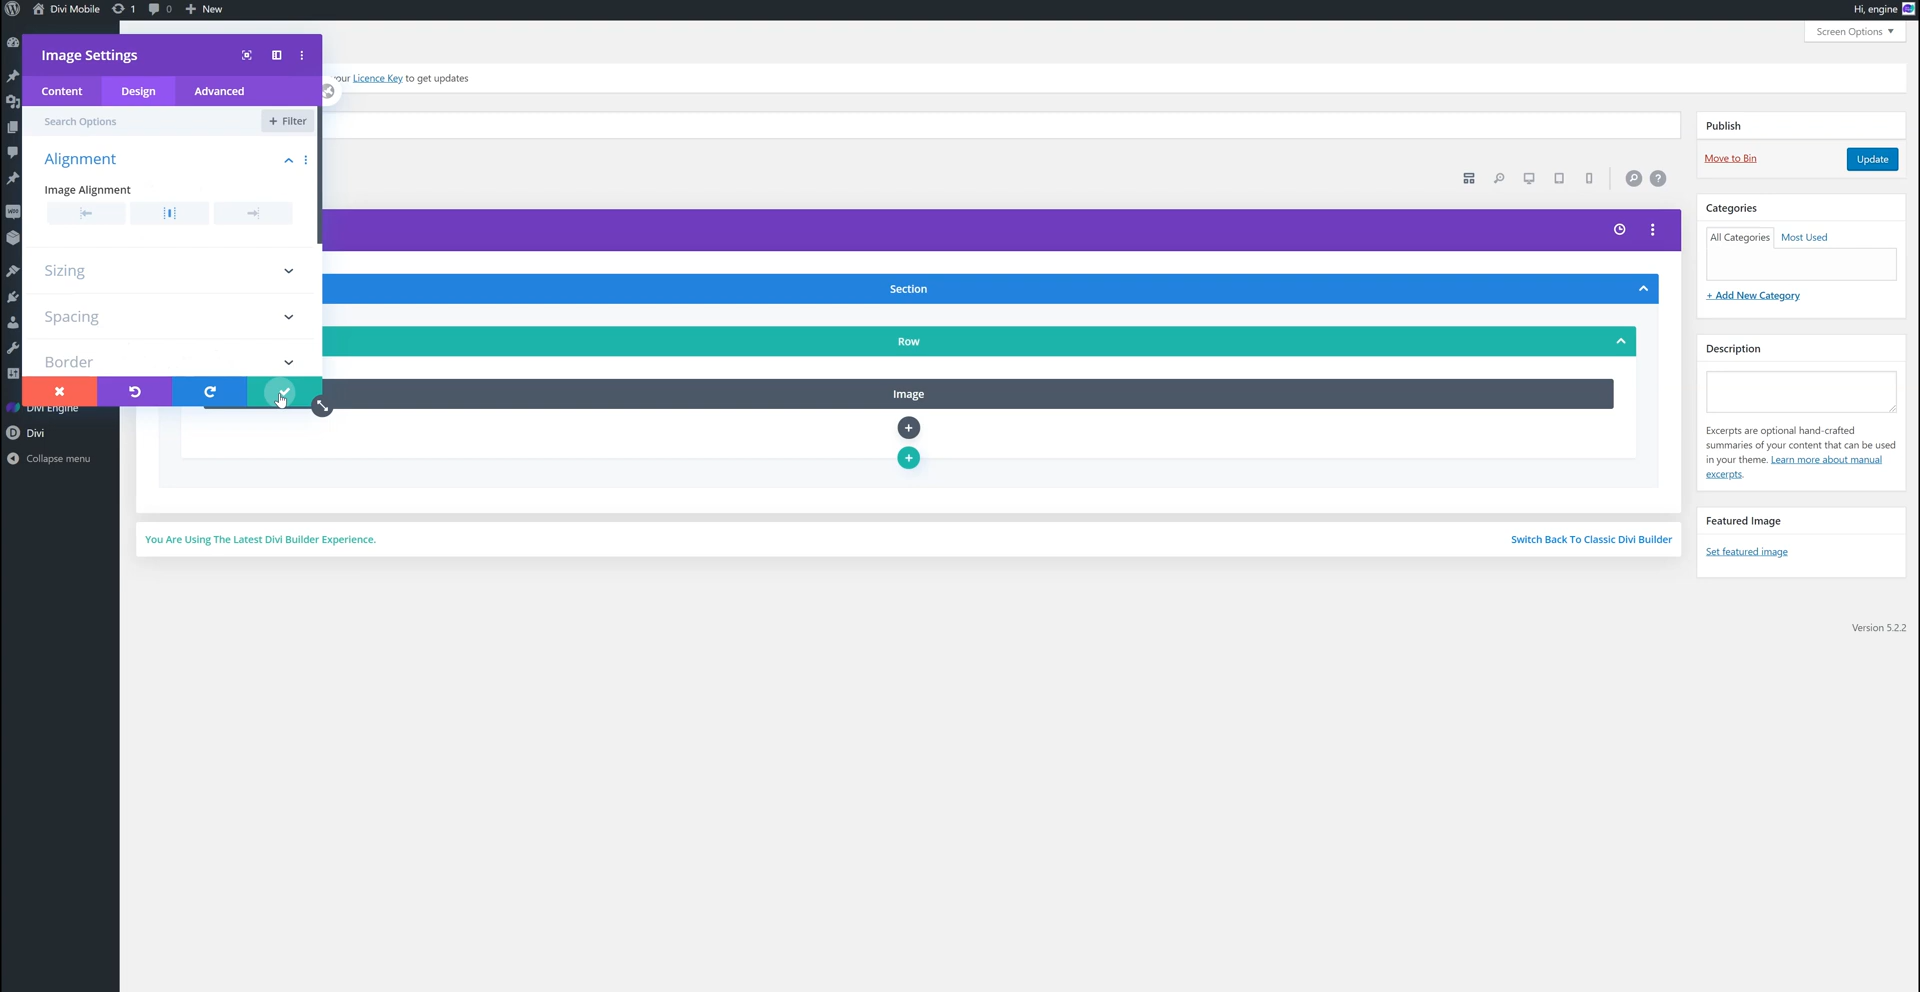 Divi Mobile
1
0
New
Hi, engine
Screen Options
Image Settings
Content
Design
Advanced
your Licence Key to get updates
Search Options
+ Filter
Alignment
Image Alignment
Sizing
Spacing
Border
Divi Engine
Divi
Collapse menu
WOO
Section
Row
Image
You Are Using The Latest Divi Builder Experience.
Switch Back To Classic Divi Builder
Publish
Move to Bin
Update
Categories
All Categories
Most Used
+ Add New Category
Description
Excerpts are optional hand-crafted
summaries of your content that can be used
in your theme. Learn more about manual
excerpts.
Featured Image
Set featured image
Version 5.2.2